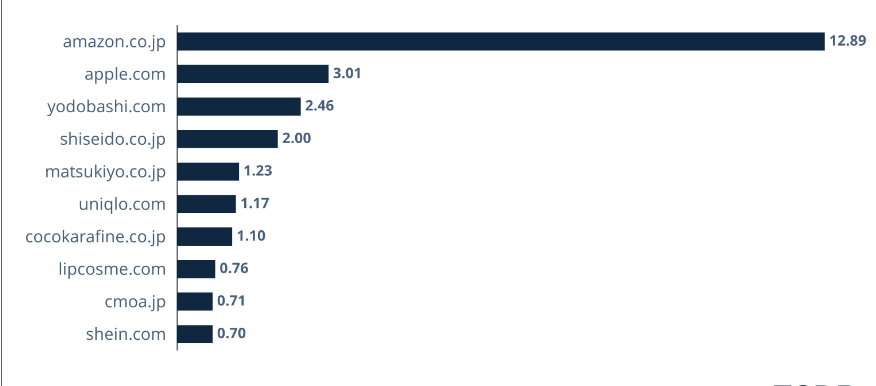 amazon.co.jp 12.89
apple.com 3.01
yodobashi.com 2.46
shiseido.co.jp 2.00
matsukiyo.co.jp 1.23
uniqlo.com 1.17
cocokarafine.co.jp 1.10
lipcosme.com 0.76
cmoa.jp 0.71
shein.com 0.70